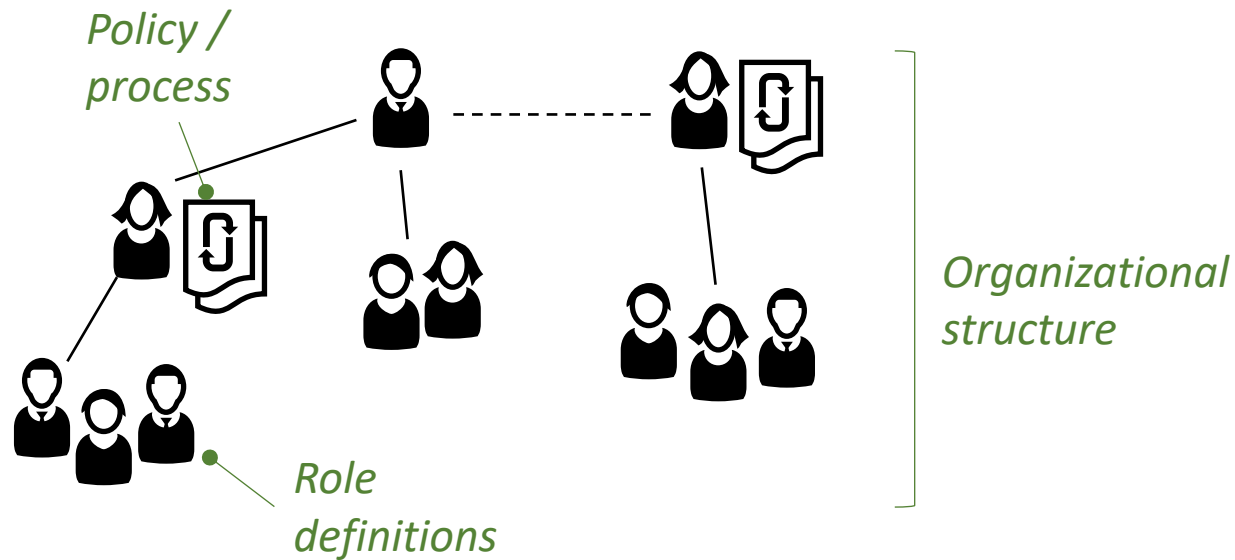 Policy /
process
Organizational
structure
Role
definitions